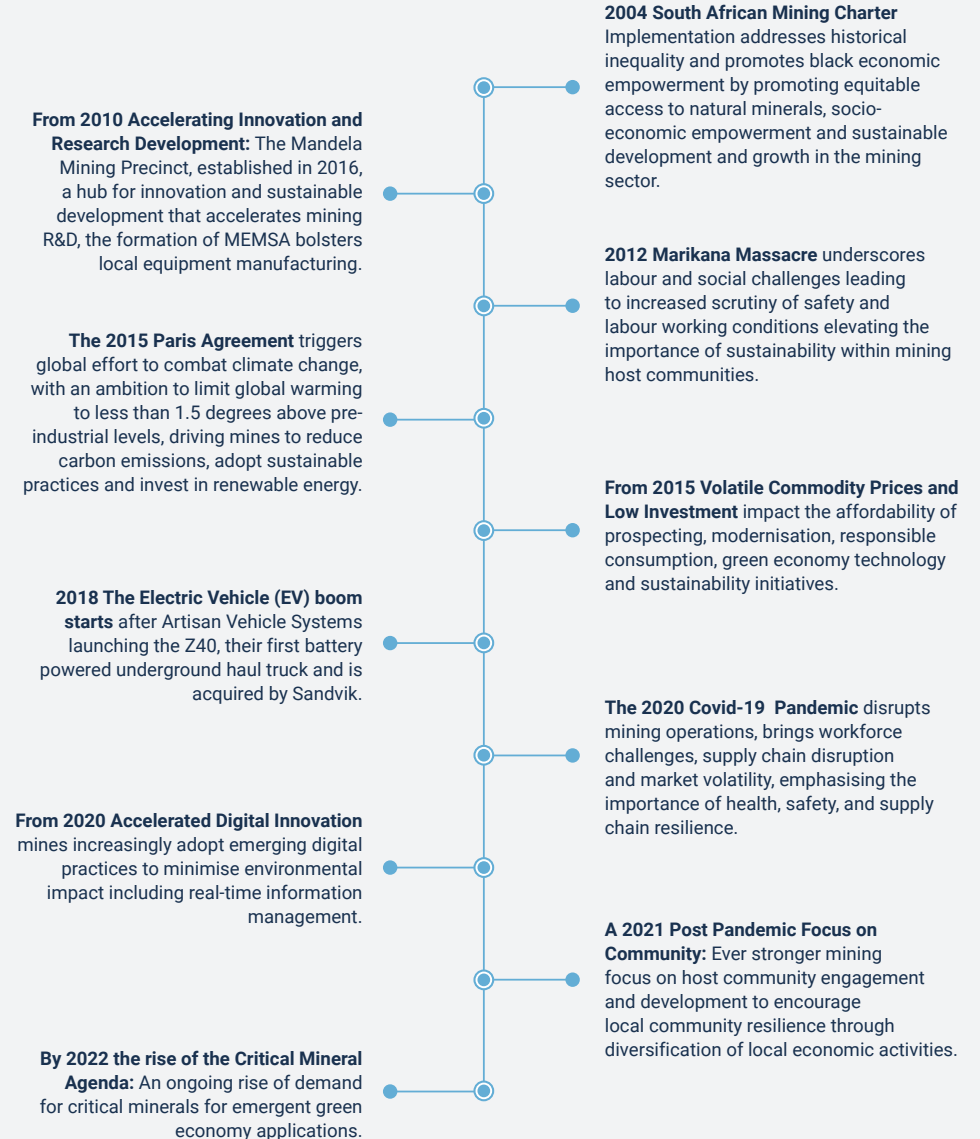 2004 South African Mining Charter
Implementation addresses historical
inequality and promotes black economic
empowerment by promoting equitable
access to natural minerals, socio-
economic empowerment and sustainable
development and growth in the mining
sector.
From 2010 Accelerating Innovation and
Research Development: The Mandela
Mining Precinct, established in 2016,
a hub for innovation and sustainable
development that accelerates mining
R&D, the formation of MEMSA bolsters
local equipment manufacturing.
2012 Marikana Massacre underscores
labour and social challenges leading
to increased scrutiny of safety and
labour working conditions elevating the
importance of sustainability within mining
host communities.
The 2015 Paris Agreement triggers
global effort to combat climate change,
with an ambition to limit global warming
to less than 1.5 degrees above pre-
industrial levels, driving mines to reduce
carbon emissions, adopt sustainable
practices and invest in renewable energy.
From 2015 Volatile Commodity Prices and
Low Investment impact the affordability of
prospecting, modernisation, responsible
consumption, green economy technology
and sustainability initiatives.
2018 The Electric Vehicle (EV) boom
starts after Artisan Vehicle Systems
launching the Z40, their first battery
powered underground haul truck and is
acquired by Sandvik.
The 2020 Covid-19 Pandemic disrupts
mining operations, brings workforce
challenges, supply chain disruption
and market volatility, emphasising the
importance of health, safety, and supply
chain resilience.
From 2020 Accelerated Digital Innovation
mines increasingly adopt emerging digital
practices to minimise environmental
impact including real-time information
management.
A 2021 Post Pandemic Focus on
Community: Ever stronger mining
focus on host community engagement
and development to encourage
local community resilience through
diversification of local economic activities.
By 2022 the rise of the Critical Mineral
Agenda: An ongoing rise of demand
for critical minerals for emergent green
economy applications.